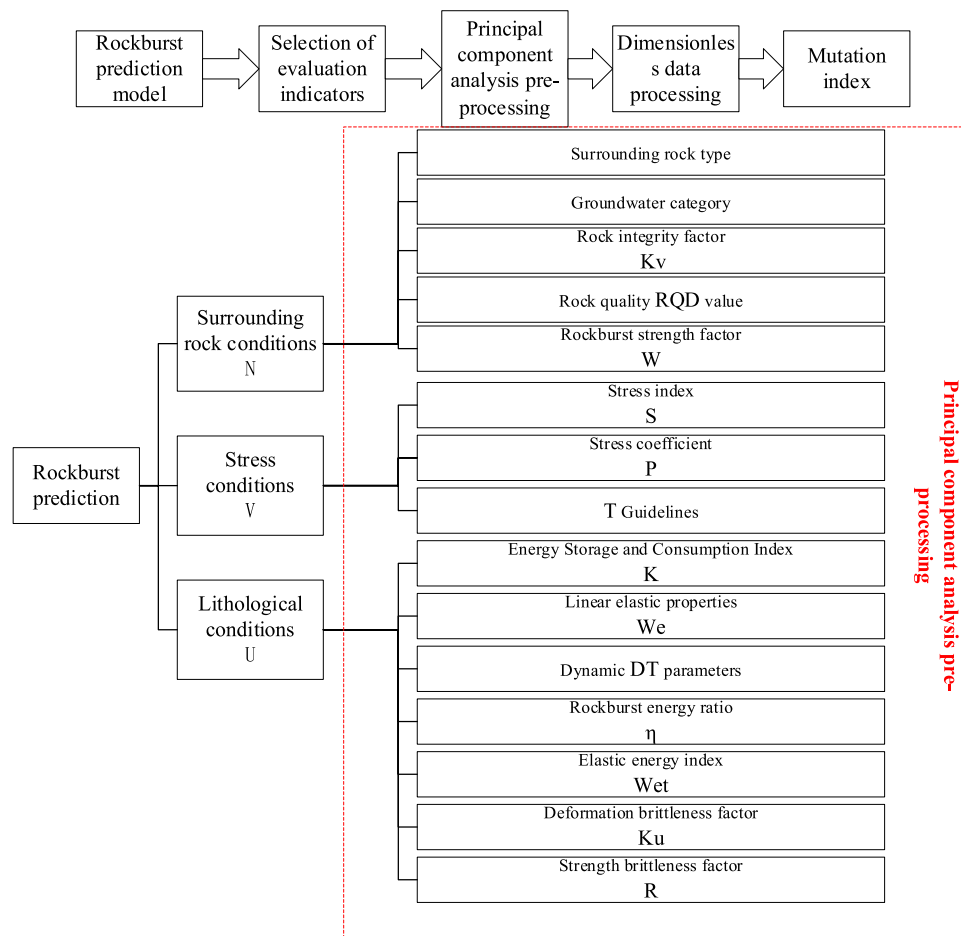 Rockburst
prediction
model
Selection of
evaluation
indicators
Principal
component
analysis pre-
processing
Dimensionles
s data
processing
Mutation
index
Surrounding rock type
Groundwater category
Rock integrity factor
Kv
Rock quality RQD value
Rockburst strength factor
W
Surrounding
rock conditions
N
Stress index
S
Stress coefficient
P
T Guidelines
Stress
conditions
V
Rockburst
prediction
Energy Storage and Consumption Index
K
Linear elastic properties
We
Dynamic DT parameters
Rockburst energy ratio
η
Elastic energy index
Wet
Deformation brittleness factor
Ku
Strength brittleness factor
R
Lithological
conditions
U
Principal component analysis pre-
processing